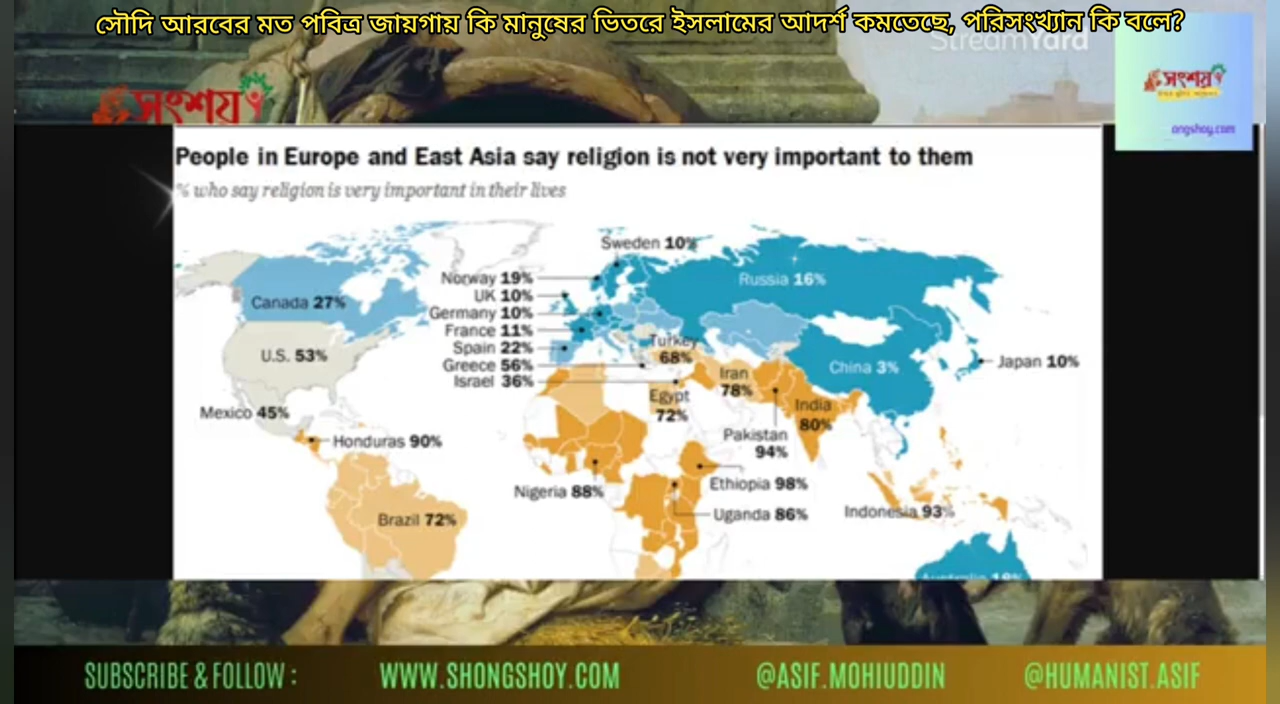 সৌদি আরবের মত পবিত্র জায়গায় কি মানুষের ভিতরে ইসলামের আদর্শ কমতেছে, পরিসংখ্যান কি বলে?
StreamYard
সংশয়
সংশয়
ongshoy.com
People in Europe and East Asia say religion is not very important to them
% who say religion is very important in their lives
Sweden 10%
Norway 19%
Russia 16%
UK 10%
Canada 27%
Germany 10%
France 11%
Turkey
68%
Spain 22%
U.S. 53%
Greece 56%
Japan 10%
China 3%
Iran
78%
Israel 36%
Egypt
72%
India
80%
Mexico 45%
Pakistan
94%
Honduras 90%
Ethiopia 98%
Nigeria 88%
Indonesia 93%
Uganda 86%
Brazil 72%
SUBSCRIBE & FOLLOW :
WWW.SHONGSHOY.COM
@ASIF.MOHIUDDIN
@HUMANIST.ASIF